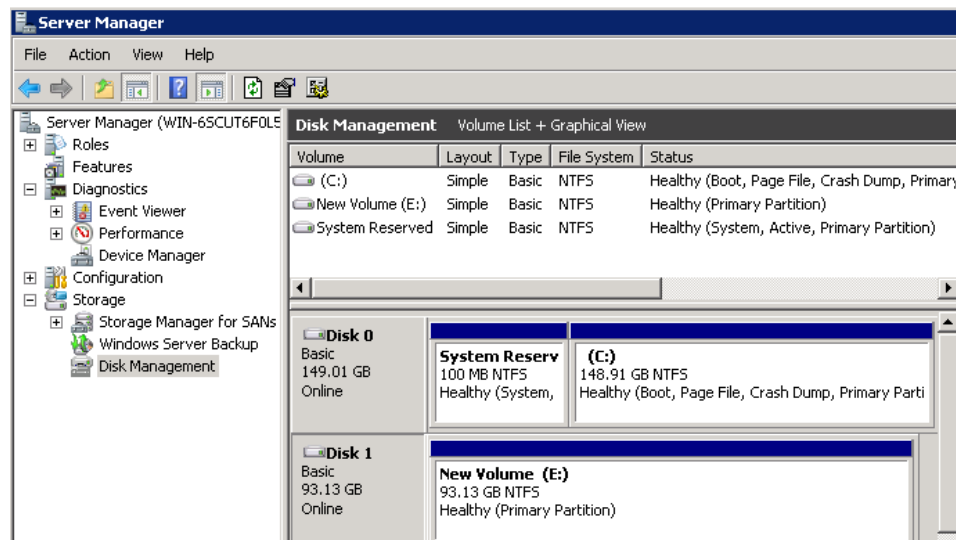 Server Manager
File Action View Help
Server Manager (WIN-6SCUT6F0L5
Roles
Features
Diagnostics
Event Viewer
Performance
Device Manager
Configuration
Storage
Storage Manager for SANs
Windows Server Backup
Disk Management
Disk Management Volume List + Graphical View
Volume Layout Type File System Status
(C:) Simple Basic NTFS Healthy (Boot, Page File, Crash Dump, Primary
New Volume (E:) Simple Basic NTFS Healthy (Primary Partition)
System Reserved Simple Basic NTFS Healthy (System, Active, Primary Partition)
Disk 0
Basic
149.01 GB
Online
System Reserv
100 MB NTFS
Healthy (System,
(C:)
148.91 GB NTFS
Healthy (Boot, Page File, Crash Dump, Primary Parti
Disk 1
Basic
93.13 GB
Online
New Volume (E:)
93.13 GB NTFS
Healthy (Primary Partition)